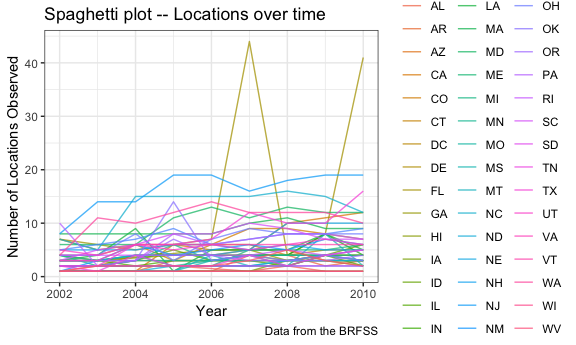 Spaghetti plot -- Locations over time
Number of Locations Observed
40
30
20
10
0
2002 2004 2006 2008 2010
Year
Data from the BRFSS
AL LA OH
AR MA OK
AZ MD OR
CA ME PA
CO MI RI
CT MN SC
DC MO SD
DE MS TN
FL MT TX
GA NC UT
HI ND VA
IA NE VT
ID NH WA
IL NJ WI
IN NM WV